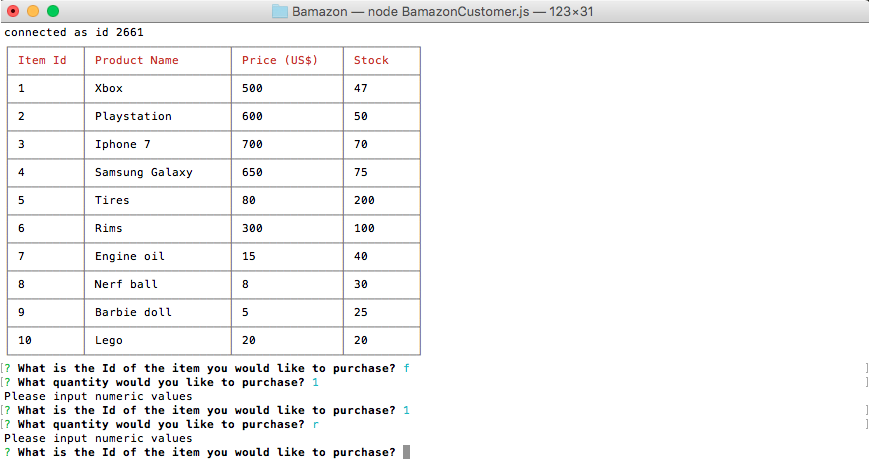 Bamazon — node BamazonCustomer.js — 123×31
connected as id 2661
Item Id Product Name Price (US$) Stock
1 Xbox 500 47
2 Playstation 600 50
3 Iphone 7 700 70
4 Samsung Galaxy 650 75
5 Tires 80 200
6 Rims 300 100
7 Engine oil 15 40
8 Nerf ball 8 30
9 Barbie doll 5 25
10 Lego 20 20
[? What is the Id of the item you would like to purchase? f ]
[? What quantity would you like to purchase? 1 ]
Please input numeric values
[? What is the Id of the item you would like to purchase? 1 ]
[? What quantity would you like to purchase? r ]
Please input numeric values
? What is the Id of the item you would like to purchase?